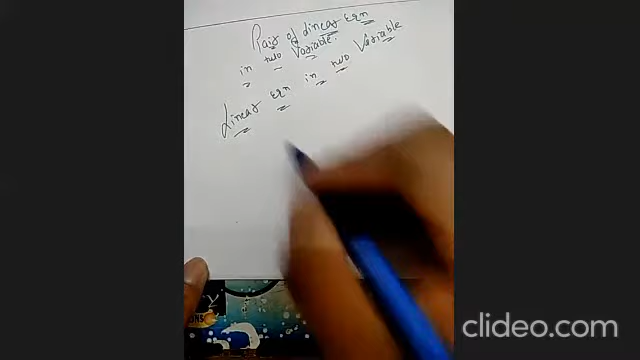 Pair of Linear Eqn
in two Variable.
Linear Eqn in two Variable
clideo.com